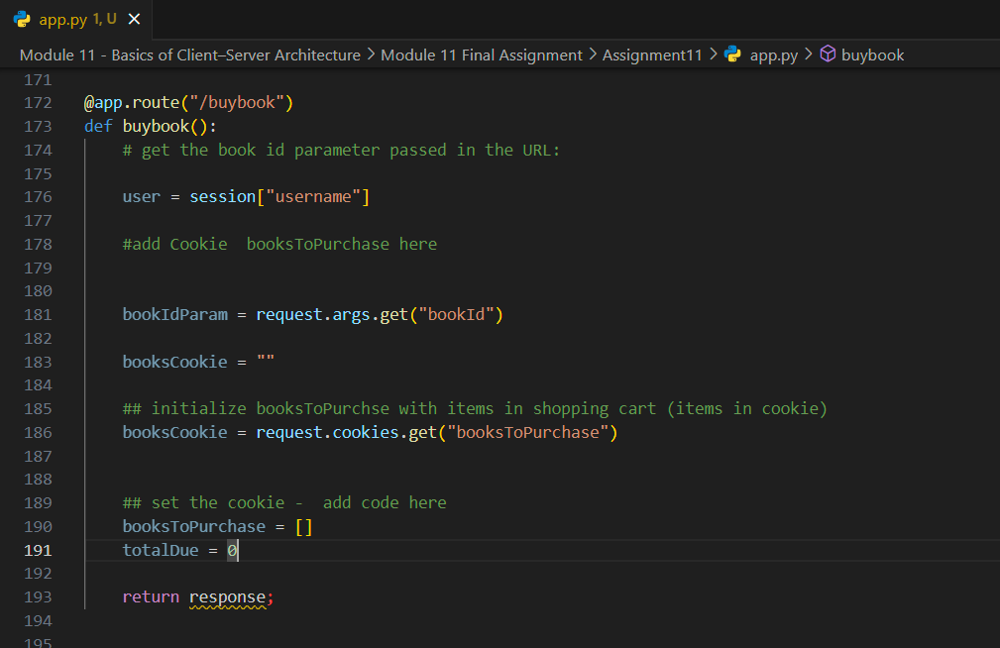 app.py 1, U ×
Module 11 - Basics of Client–Server Architecture > Module 11 Final Assignment > Assignment11 > app.py > buybook
171
172 @app.route("/buybook")
173 def buybook():
174 # get the book id parameter passed in the URL:
175
176 user = session["username"]
177
178 #add Cookie  booksToPurchase here
179
180
181 bookIdParam = request.args.get("bookId")
182
183 booksCookie = ""
184
185 ## initialize booksToPurchse with items in shopping cart (items in cookie)
186 booksCookie = request.cookies.get("booksToPurchase")
187
188
189 ## set the cookie -  add code here
190 booksToPurchase = []
191 totalDue = 0
192
193 return response;
194
195